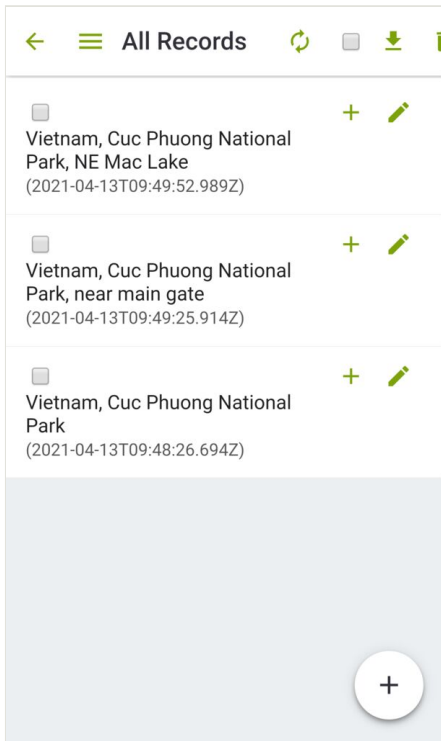 All Records
Vietnam, Cuc Phuong National
Park, NE Mac Lake
(2021-04-13T09:49:52.989Z)
Vietnam, Cuc Phuong National
Park, near main gate
(2021-04-13T09:49:25.914Z)
Vietnam, Cuc Phuong National
Park
(2021-04-13T09:48:26.694Z)